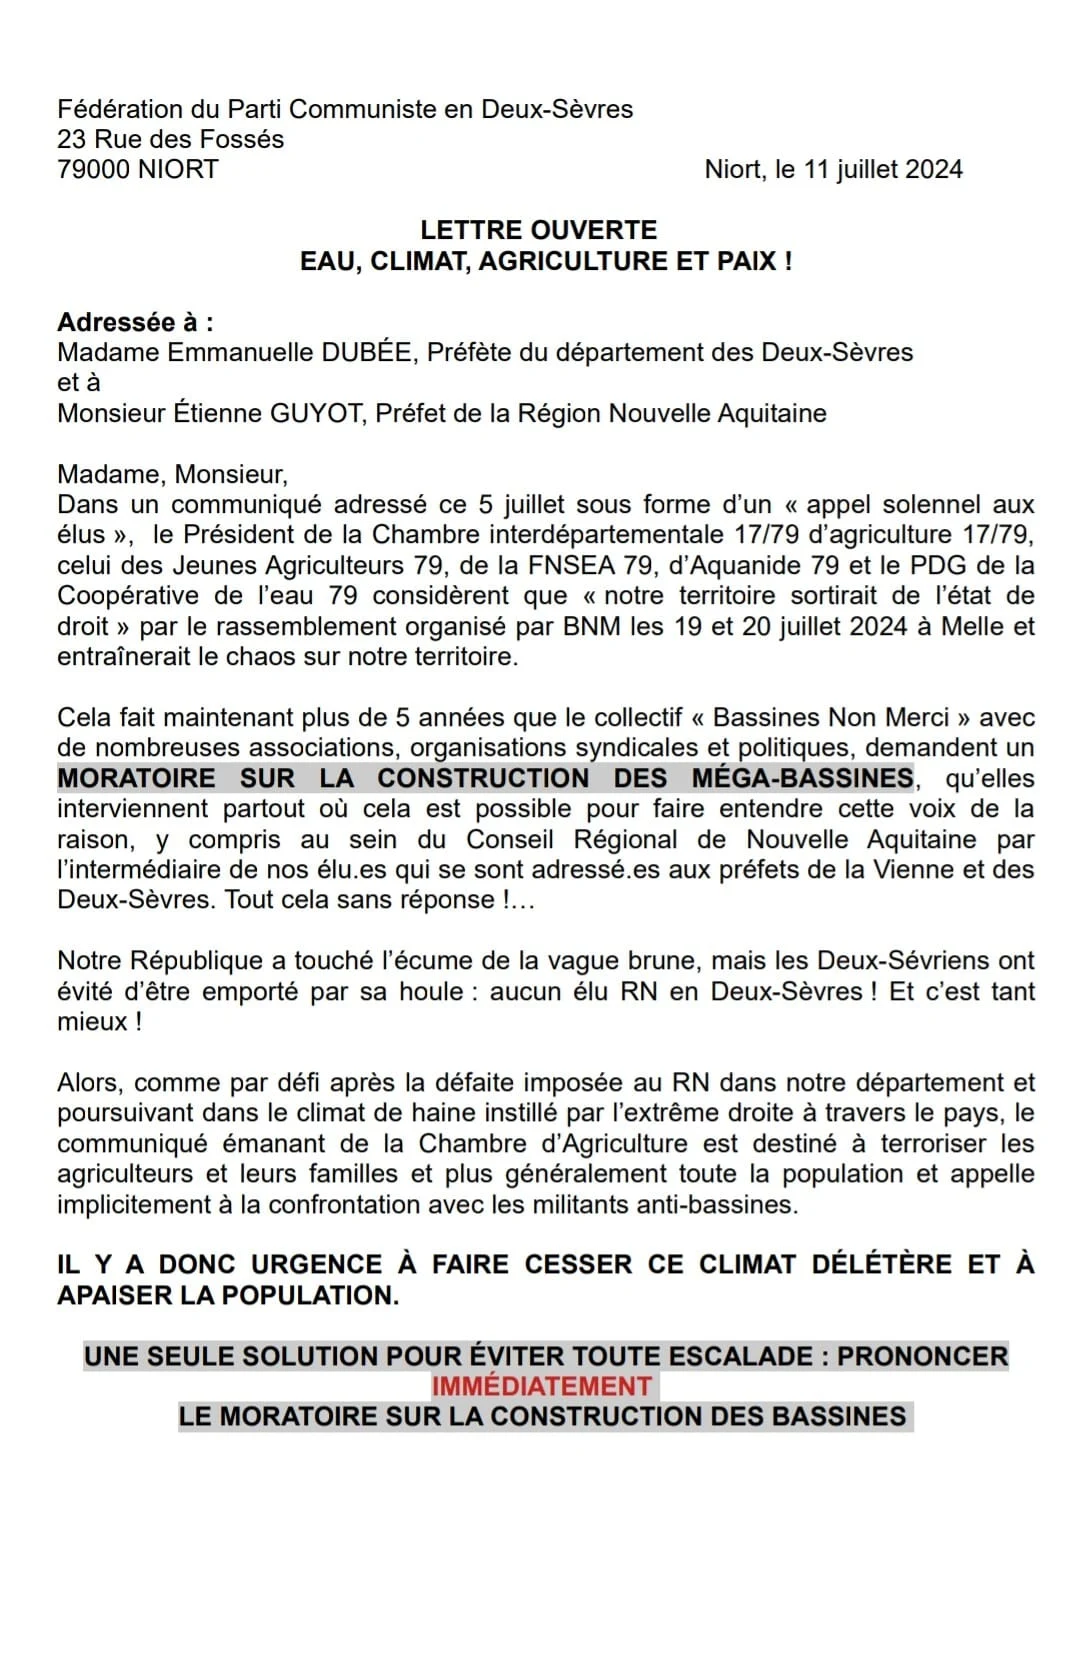 Fédération du Parti Communiste en Deux-Sèvres
23 Rue des Fossés
79000 NIORT Niort, le 11 juillet 2024
LETTRE OUVERTE
EAU, CLIMAT, AGRICULTURE ET PAIX !
Adressée à :
Madame Emmanuelle DUBÉE, Préfète du département des Deux-Sèvres
et à
Monsieur Étienne GUYOT, Préfet de la Région Nouvelle Aquitaine
Madame, Monsieur,
Dans un communiqué adressé ce 5 juillet sous forme d’un « appel solennel aux
élus », le Président de la Chambre interdépartementale 17/79 d’agriculture 17/79,
celui des Jeunes Agriculteurs 79, de la FNSEA 79, d’Aquanide 79 et le PDG de la
Coopérative de l’eau 79 considèrent que « notre territoire sortirait de l’état de
droit » par le rassemblement organisé par BNM les 19 et 20 juillet 2024 à Melle et
entraînerait le chaos sur notre territoire.
Cela fait maintenant plus de 5 années que le collectif « Bassines Non Merci » avec
de nombreuses associations, organisations syndicales et politiques, demandent un
MORATOIRE SUR LA CONSTRUCTION DES MÉGA-BASSINES, qu’elles
interviennent partout où cela est possible pour faire entendre cette voix de la
raison, y compris au sein du Conseil Régional de Nouvelle Aquitaine par
l’intermédiaire de nos élu.es qui se sont adressé.es aux préfets de la Vienne et des
Deux-Sèvres. Tout cela sans réponse !...
Notre République a touché l’écume de la vague brune, mais les Deux-Sévriens ont
évité d’être emporté par sa houle : aucun élu RN en Deux-Sèvres ! Et c’est tant
mieux !
Alors, comme par défi après la défaite imposée au RN dans notre département et
poursuivant dans le climat de haine instillé par l’extrême droite à travers le pays, le
communiqué émanant de la Chambre d’Agriculture est destiné à terroriser les
agriculteurs et leurs familles et plus généralement toute la population et appelle
implicitement à la confrontation avec les militants anti-bassines.
IL Y A DONC URGENCE À FAIRE CESSER CE CLIMAT DÉLÉTÈRE ET À
APAISER LA POPULATION.
UNE SEULE SOLUTION POUR ÉVITER TOUTE ESCALADE : PRONONCER
IMMÉDIATEMENT
LE MORATOIRE SUR LA CONSTRUCTION DES BASSINES